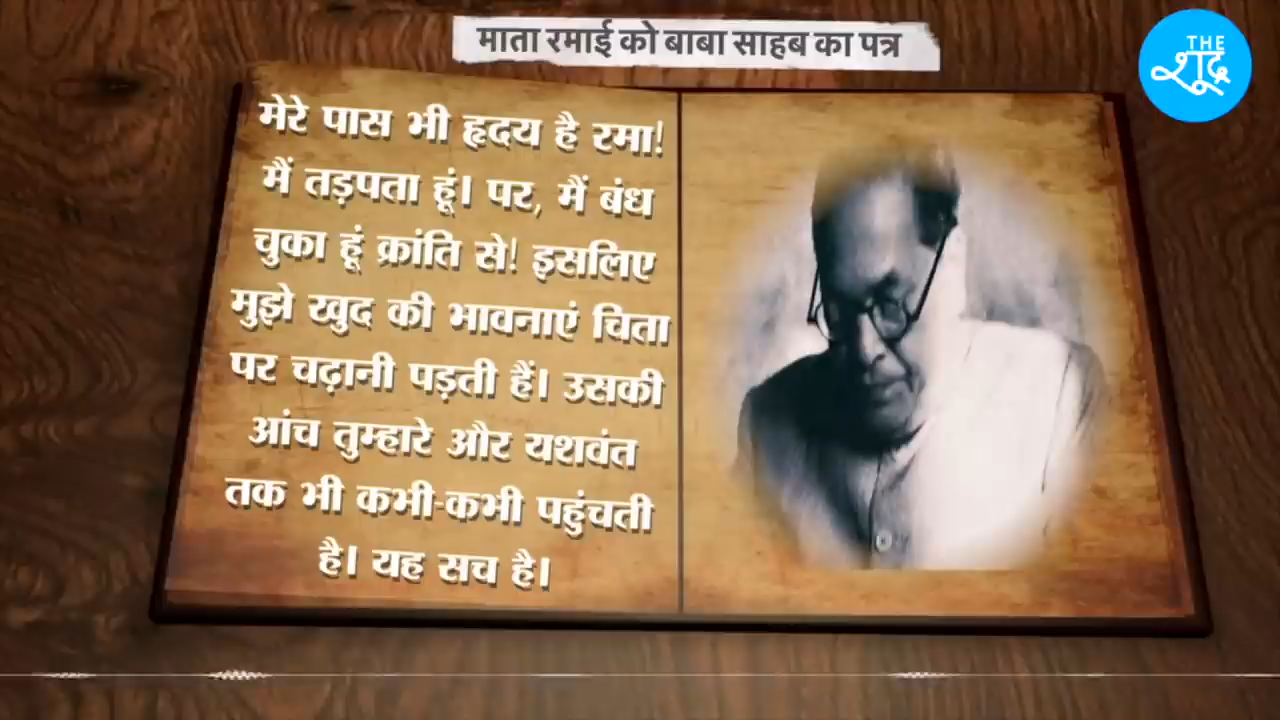 माता रमाई को बाबा साहब का पत्र
THE
शूद्र
मेरे पास भी हृदय है रमा!
मैं तड़पता हूं। पर, मैं बंध
चुका हूं क्रांति से! इसलिए
मुझे खुद की भावनाएं चिता
पर चढ़ानी पड़ती हैं। उसकी
आंच तुम्हारे और यशवंत
तक भी कभी-कभी पहुंचती
है। यह सच है।